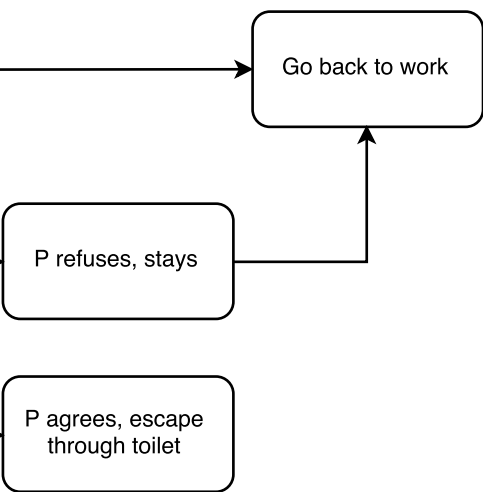 Go back to work
P refuses, stays
P agrees, escape
through toilet